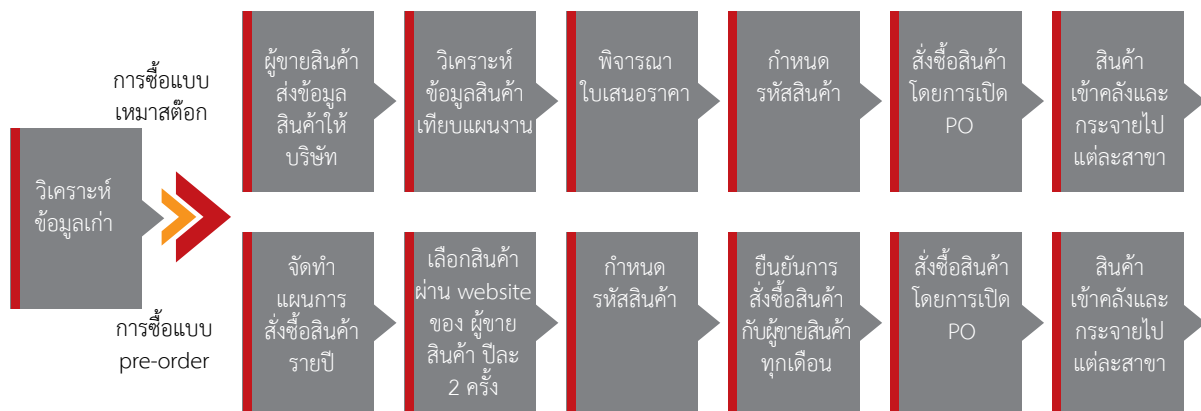 การซื้อแบบ
เหมาสต๊อก
ผู้ขายสินค้า
ส่งข้อมูล
สินค้าให้
บริษัท
วิเคราะห์
ข้อมูลสินค้า
เทียบแผนงาน
พิจารณา
ใบเสนอราคา
กำหนด
รหัสสินค้า
สั่งซื้อสินค้า
โดยการเปิด
PO
สินค้า
เข้าคลังและ
กระจายไป
แต่ละสาขา
วิเคราะห์
ข้อมูลเก่า
การซื้อแบบ
pre-order
จัดทำ
แผนการ
สั่งซื้อสินค้า
รายปี
เลือกสินค้า
ผ่าน website
ของ ผู้ขาย
สินค้า ปีละ
2 ครั้ง
กำหนด
รหัสสินค้า
ยืนยันการ
สั่งซื้อสินค้า
กับผู้ขายสินค้า
ทุกเดือน
สั่งซื้อสินค้า
โดยการเปิด
PO
สินค้า
เข้าคลังและ
กระจายไป
แต่ละสาขา